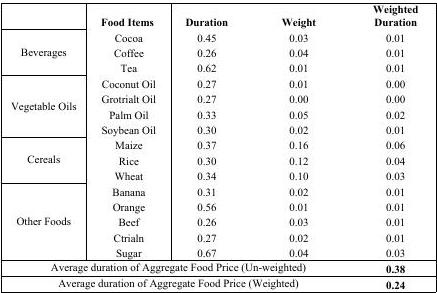 Food Items Duration Weight Weighted Duration
Beverages
Cocoa 0.45 0.03 0.01
Coffee 0.26 0.04 0.01
Tea 0.62 0.01 0.01
Vegetable Oils
Coconut Oil 0.27 0.01 0.00
Grotrialt Oil 0.27 0.00 0.00
Palm Oil 0.33 0.05 0.02
Soybean Oil 0.30 0.02 0.01
Cereals
Maize 0.37 0.16 0.06
Rice 0.30 0.12 0.04
Wheat 0.34 0.10 0.03
Other Foods
Banana 0.31 0.02 0.01
Orange 0.56 0.01 0.01
Beef 0.26 0.03 0.01
Ctrialn 0.27 0.02 0.01
Sugar 0.67 0.04 0.03
Average duration of Aggregate Food Price (Un-weighted) 0.38
Average duration of Aggregate Food Price (Weighted) 0.24